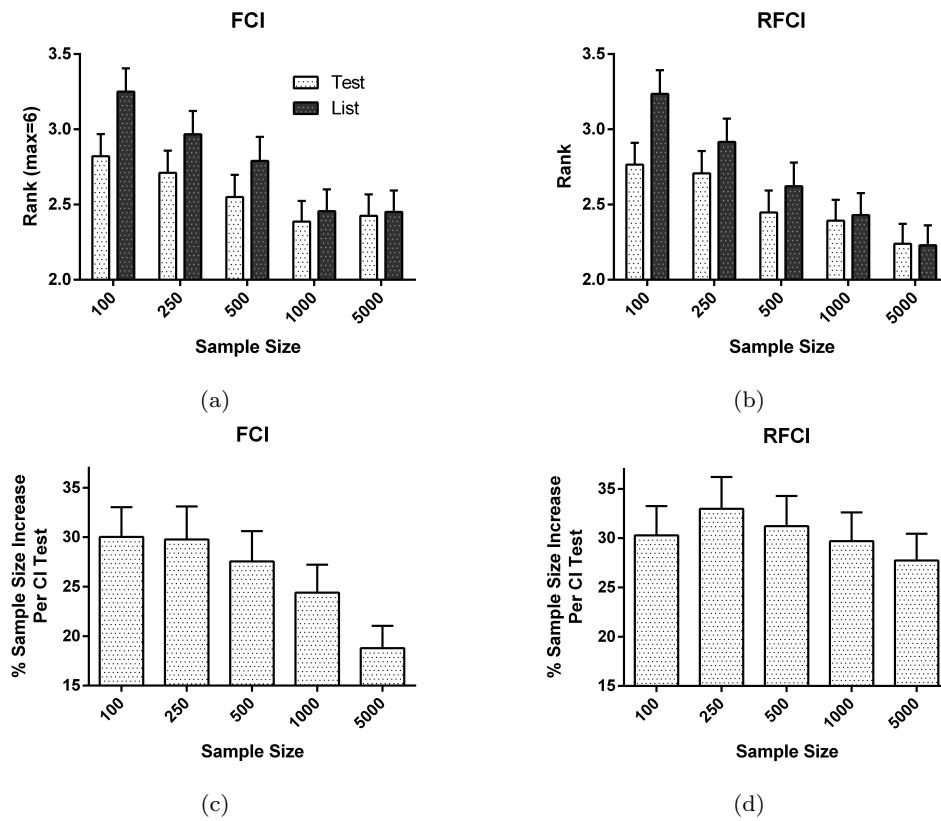 FCI
3.5
3.0
2.5
2.0
Rank (max=6)
Test
List
100
250
500
1000
5000
Sample Size
(a)
RFCI
3.5
3.0
2.5
2.0
Rank
100
250
500
1000
5000
Sample Size
(b)
FCI
35
30
25
20
15
% Sample Size Increase
Per CI Test
100
250
500
1000
5000
Sample Size
(c)
RFCI
35
30
25
20
15
% Sample Size Increase
Per CI Test
100
250
500
1000
5000
Sample Size
(d)